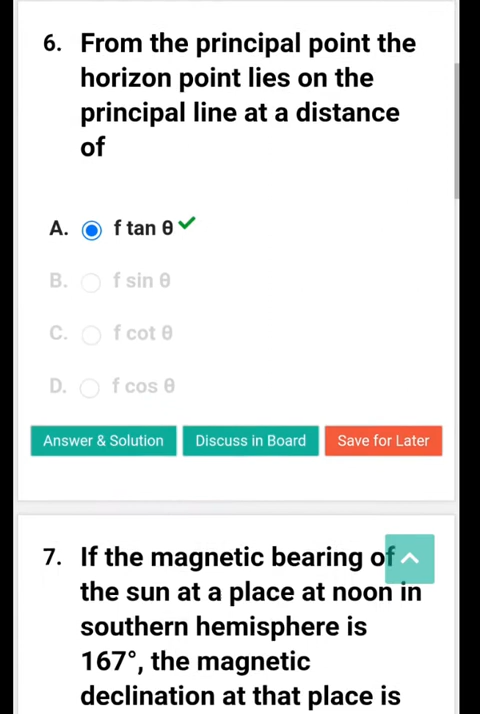 6. From the principal point the
horizon point lies on the
principal line at a distance
of
A. f tan θ
B. f sin θ
C. f cot θ
D. f cos θ
Answer & Solution Discuss in Board Save for Later
7. If the magnetic bearing of
the sun at a place at noon in
southern hemisphere is
167°, the magnetic
declination at that place is